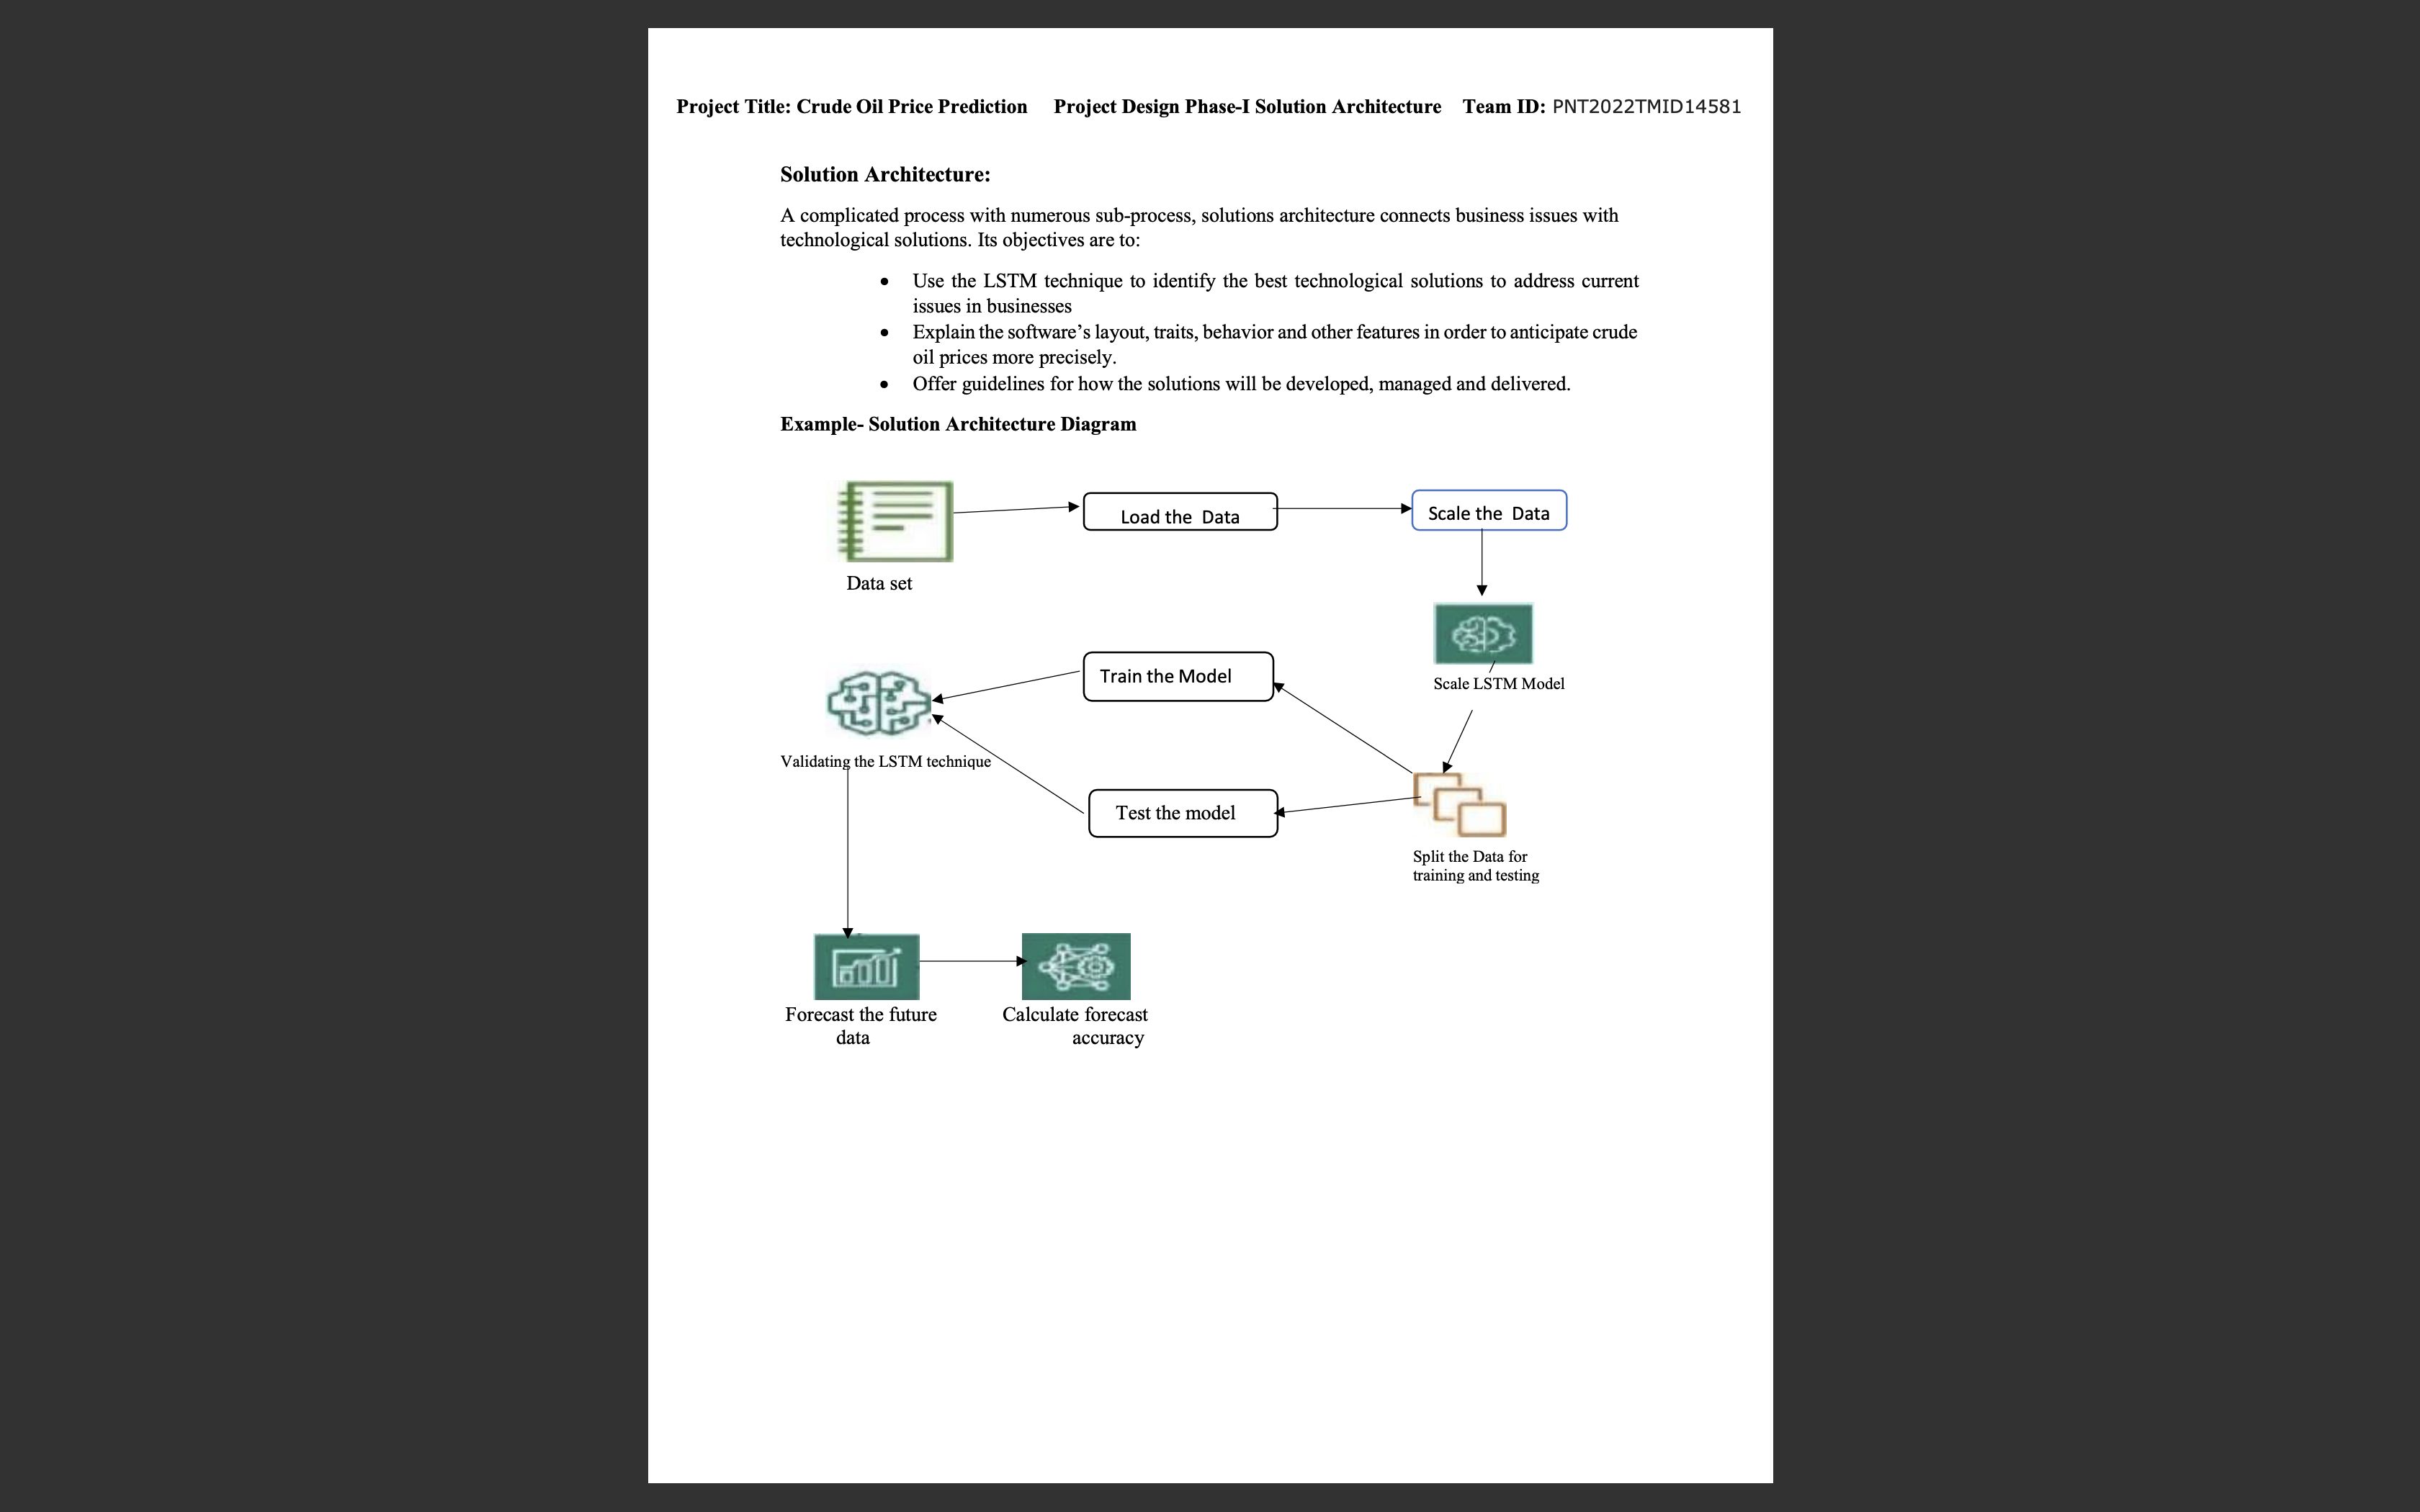 Project Title: Crude Oil Price Prediction Project Design Phase-I Solution Architecture Team ID: PNT2022TMID14581
Solution Architecture:
A complicated process with numerous sub-process, solutions architecture connects business issues with
technological solutions. Its objectives are to:
• Use the LSTM technique to identify the best technological solutions to address current
issues in businesses
• Explain the software’s layout, traits, behavior and other features in order to anticipate crude
oil prices more precisely.
• Offer guidelines for how the solutions will be developed, managed and delivered.
Example- Solution Architecture Diagram
Load the Data
Scale the Data
Data set
Scale LSTM Model
Train the Model
Validating the LSTM technique
Test the model
Split the Data for
training and testing
Forecast the future
data
Calculate forecast
accuracy